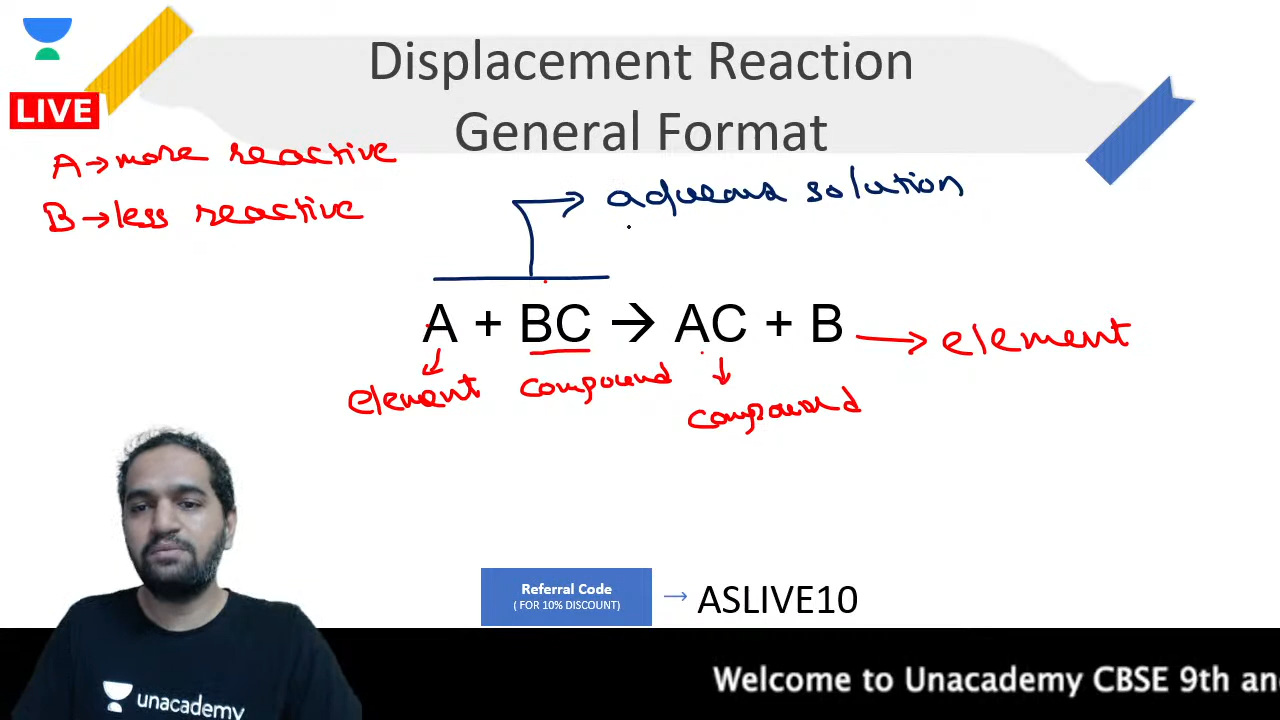 Displacement Reaction
General Format
LIVE
A → more reactive
B → less reactive
aqueous solution
A + BC → AC + B → element
element
compound
compound
Referral Code
( FOR 10% DISCOUNT)
→ ASLIVE10
unacademy
Welcome to Unacademy CBSE 9th an